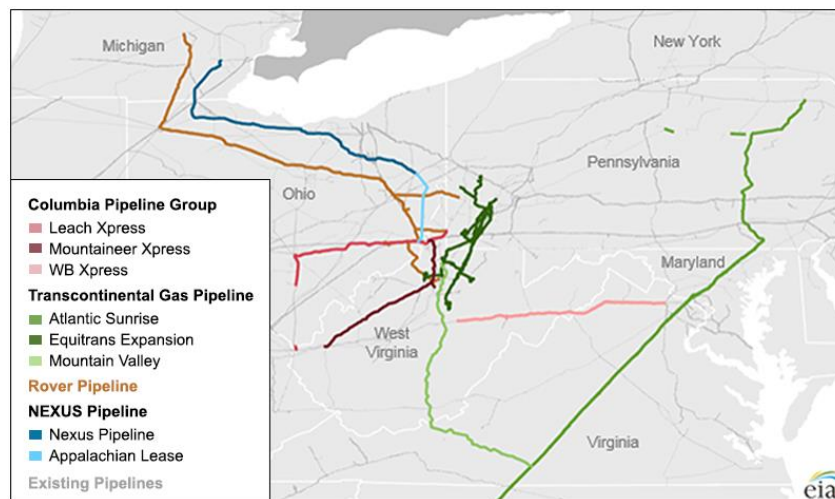 Michigan
New York
Pennsylvania
Ohio
Maryland
West
Virginia
Virginia
Columbia Pipeline Group
Leach Xpress
Mountaineer Xpress
WB Xpress
Transcontinental Gas Pipeline
Atlantic Sunrise
Equitrans Expansion
Mountain Valley
Rover Pipeline
NEXUS Pipeline
Nexus Pipeline
Appalachian Lease
Existing Pipelines
eia